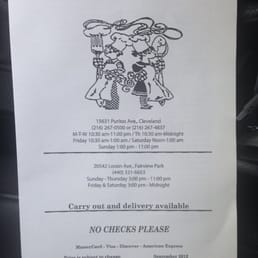 19631 Puritas Ave., Cleveland
(216) 267-0500 or (216) 267-4837
M-T-W 10:30 am-11:00 pm / Th 10:30 am-Midnight
Friday 10:30 am-1:00 am / Saturday Noon-1:00 am
Sunday 1:00 pm - 11:00 pm
20542 Lorain Ave., Fairview Park
(440) 331-6663
Sunday - Thursday 3:00 pm - 11:00 pm
Friday & Saturday 3:00 pm - Midnight
Carry out and delivery available
NO CHECKS PLEASE
MasterCard - Visa - Discover - American Express
Prices subject to change
September 2012